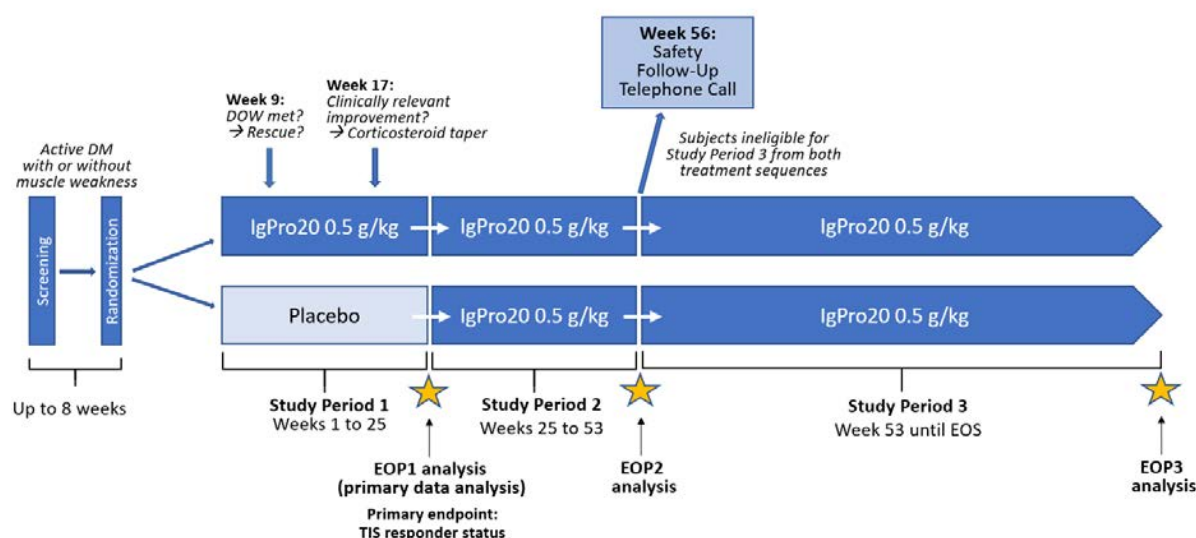 Week 56:
Safety
Follow-Up
Telephone Call
Week 9:
DOW met?
→ Rescue?
Week 17:
Clinically relevant
improvement?
→ Corticosteroid taper
Subjects ineligible for
Study Period 3 from both
treatment sequences
Active DM
with or without
muscle weakness
Screening
Randomization
IgPro20 0.5 g/kg
IgPro20 0.5 g/kg
IgPro20 0.5 g/kg
Placebo
IgPro20 0.5 g/kg
IgPro20 0.5 g/kg
Up to 8 weeks
Study Period 1
Weeks 1 to 25
Study Period 2
Weeks 25 to 53
Study Period 3
Week 53 until EOS
EOP1 analysis
(primary data analysis)
Primary endpoint:
TIS responder status
EOP2
analysis
EOP3
analysis